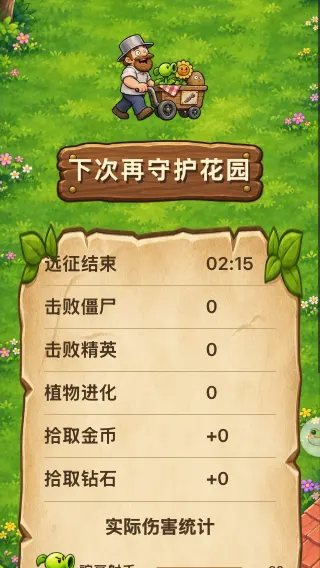 下次再守护花园
远征结束 02:15
击败僵尸 0
击败精英 0
植物进化 0
拾取金币 +0
拾取钻石 +0
实际伤害统计